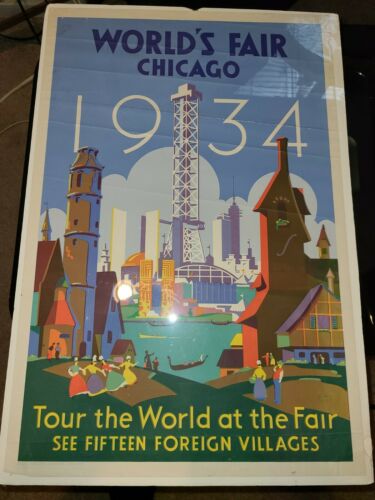 WORLD'S FAIR
CHICAGO
1934
Tour the World at the Fair
SEE FIFTEEN FOREIGN VILLAGES